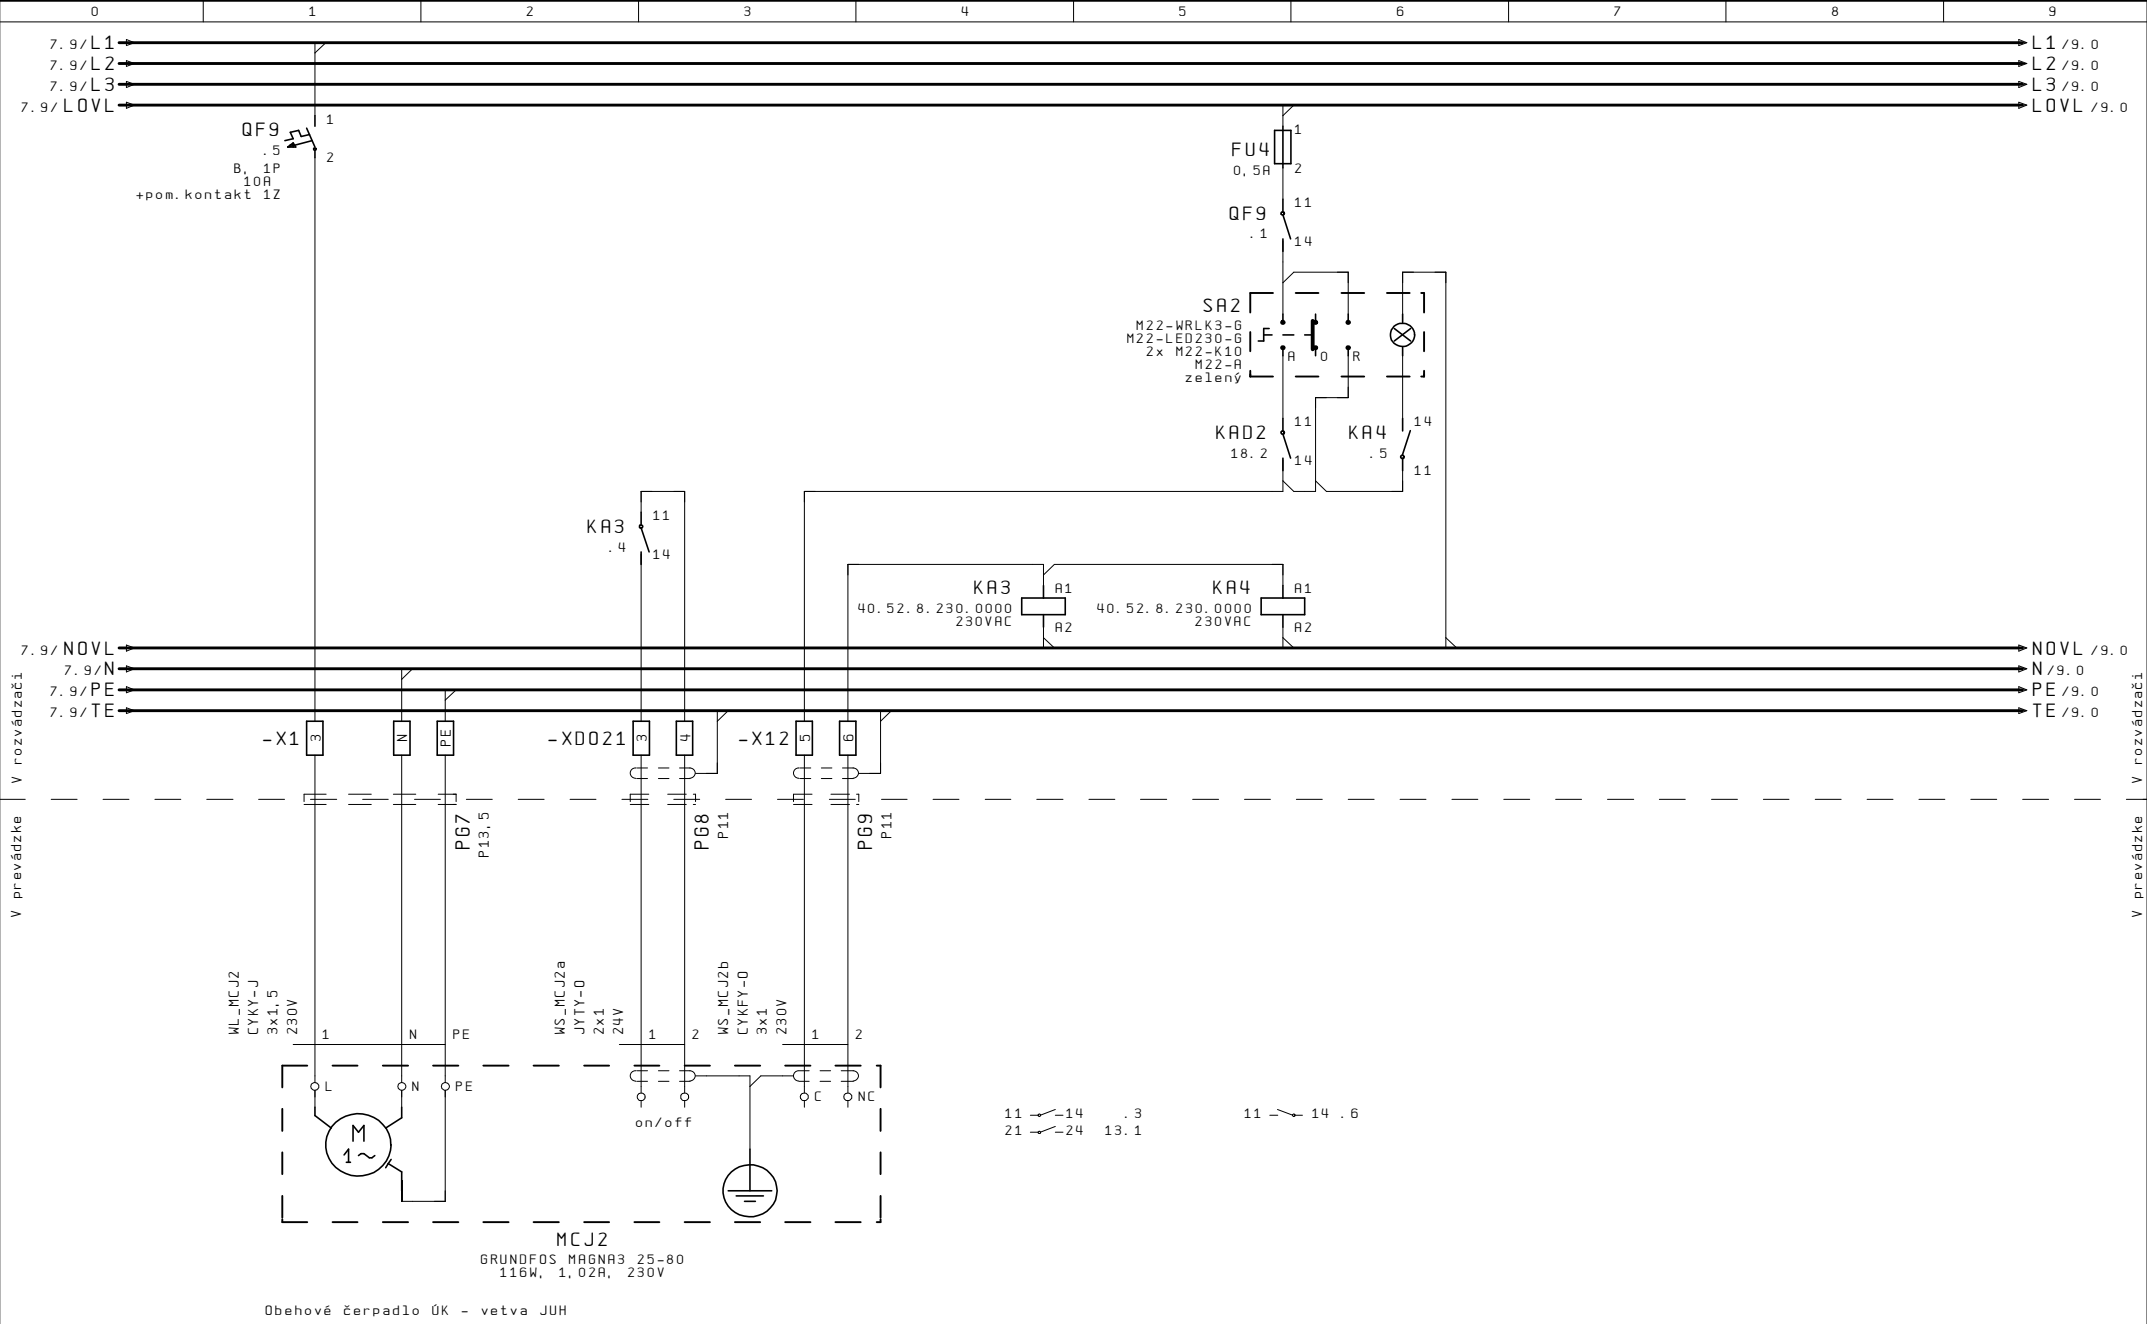 0 1 2 3 4 5 6 7 8 9
7.9/L1 L1/9.0
7.9/L2 L2/9.0
7.9/L3 L3/9.0
7.9/LOVL LOVL/9.0
QF9
.5
B, 1P
10A
+pom.kontakt 1Z
1
2
FU4
0,5A
1
2
QF9
.1
11
14
SA2
M22-WRLK3-G
M22-LED230-G
2x M22-K10
M22-A
zelený
A 0 R
KAD2
18.2
11
14
KA4
.5
14
11
KA3
.4
11
14
KA3
40.52.8.230.0000
230VAC
A1
A2
KA4
40.52.8.230.0000
230VAC
A1
A2
7.9/NOVL NOVL/9.0
7.9/N N/9.0
7.9/PE PE/9.0
7.9/TE TE/9.0
V rozvádzači
V prevádzke
V rozvádzači
V prevádzke
-X1 3 N PE
-XDO21 3 4
-X12 5 6
PG7
P13,5
PG8
P11
PG9
P11
WL_MCJ2
CYKY-J
3x1,5
230V
1 N PE
WS_MCJ2a
JYTY-O
2x1
24V
1 2
WS_MCJ2b
CYKFY-O
3x1
230V
1 2
L N PE
C NC
on/off
M
1~
11 14 .3
21 24 13.1
11 14 .6
MCJ2
GRUNDFOS MAGNA3 25-80
116W, 1,02A, 230V
Obehové čerpadlo ÚK - vetva JUH